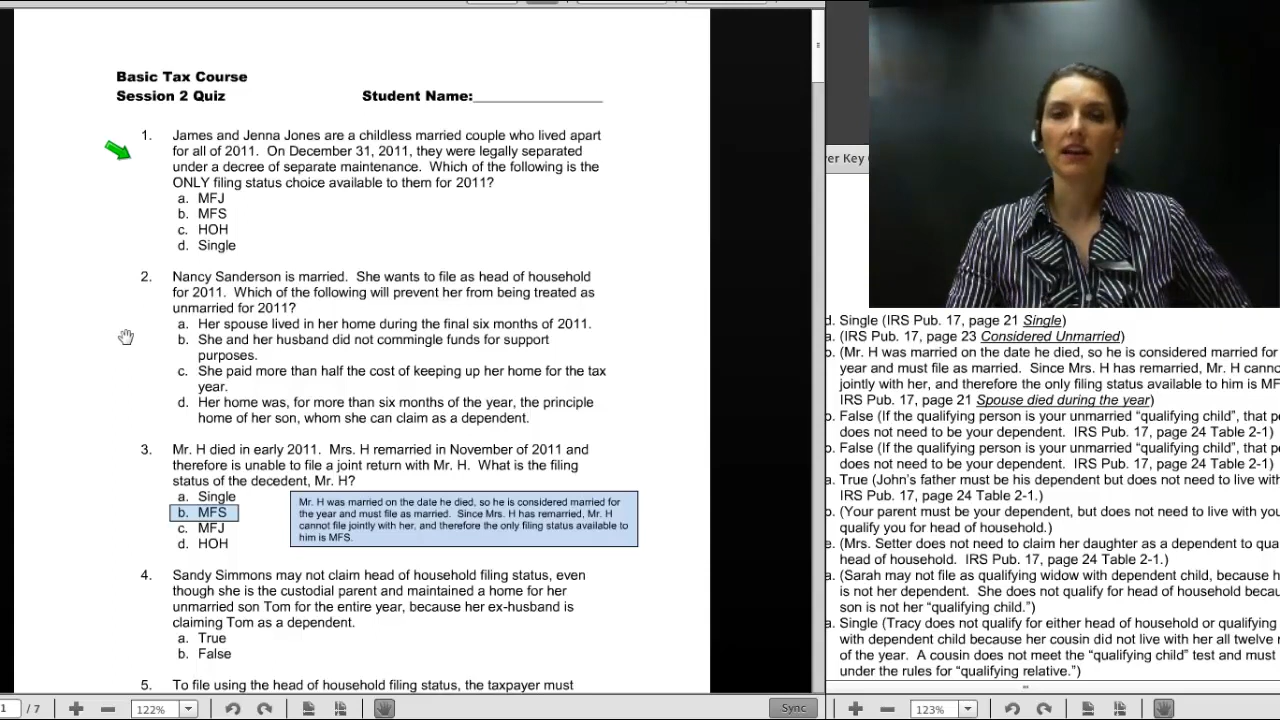 Basic Tax Course
Session 2 Quiz Student Name:_________________
1. James and Jenna Jones are a childless married couple who lived apart
for all of 2011. On December 31, 2011, they were legally separated
under a decree of separate maintenance. Which of the following is the
ONLY filing status choice available to them for 2011?
a. MFJ
b. MFS
c. HOH
d. Single
2. Nancy Sanderson is married. She wants to file as head of household
for 2011. Which of the following will prevent her from being treated as
unmarried for 2011?
a. Her spouse lived in her home during the final six months of 2011.
b. She and her husband did not commingle funds for support
purposes.
c. She paid more than half the cost of keeping up her home for the tax
year.
d. Her home was, for more than six months of the year, the principle
home of her son, whom she can claim as a dependent.
3. Mr. H died in early 2011. Mrs. H remarried in November of 2011 and
therefore is unable to file a joint return with Mr. H. What is the filing
status of the decedent, Mr. H?
a. Single
b. MFS
c. MFJ
d. HOH
Mr. H was married on the date he died, so he is considered married for
the year and must file as married. Since Mrs. H has remarried, Mr. H
cannot file jointly with her, and therefore the only filing status available to
him is MFS.
4. Sandy Simmons may not claim head of household filing status, even
though she is the custodial parent and maintained a home for her
unmarried son Tom for the entire year, because her ex-husband is
claiming Tom as a dependent.
a. True
b. False
5. To file using the head of household filing status, the taxpayer must
1 / 7 122% Sync
er Key
d. Single (IRS Pub. 17, page 21 Single)
a. (IRS Pub. 17, page 23 Considered Unmarried)
b. (Mr. H was married on the date he died, so he is considered married for
year and must file as married. Since Mrs. H has remarried, Mr. H cann
jointly with her, and therefore the only filing status available to him is MF
IRS Pub. 17, page 21 Spouse died during the year)
b. False (If the qualifying person is your unmarried "qualifying child", that pe
does not need to be your dependent. IRS Pub. 17, page 24 Table 2-1)
b. False (If the qualifying person is your unmarried "qualifying child", that pe
does not need to be your dependent. IRS Pub. 17, page 24 Table 2-1)
a. True (John's father must be his dependent but does not need to live with
IRS Pub. 17, page 24 Table 2-1.)
b. (Your parent must be your dependent, but does not need to live with you
qualify you for head of household.)
e. (Mrs. Setter does not need to claim her daughter as a dependent to qua
head of household. IRS Pub. 17, page 24 Table 2-1.)
a. (Sarah may not file as qualifying widow with dependent child, because h
is not her dependent. She does not qualify for head of household becau
son is not her "qualifying child.")
a. Single (Tracy does not qualify for either head of household or qualifying
with dependent child because her cousin did not live with her all twelve m
of the year. A cousin does not meet the "qualifying child" test and must
under the rules for "qualifying relative.")
123%